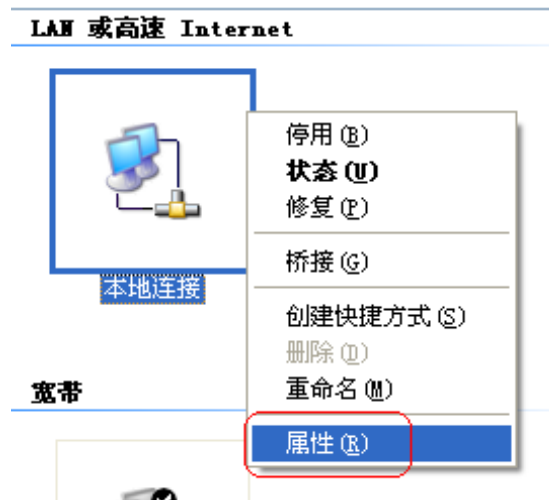 LAN 或高速 Internet
停用(B)
状态(U)
修复(P)
桥接(G)
本地连接
创建快捷方式(S)
删除(D)
重命名(M)
宽带
属性(R)